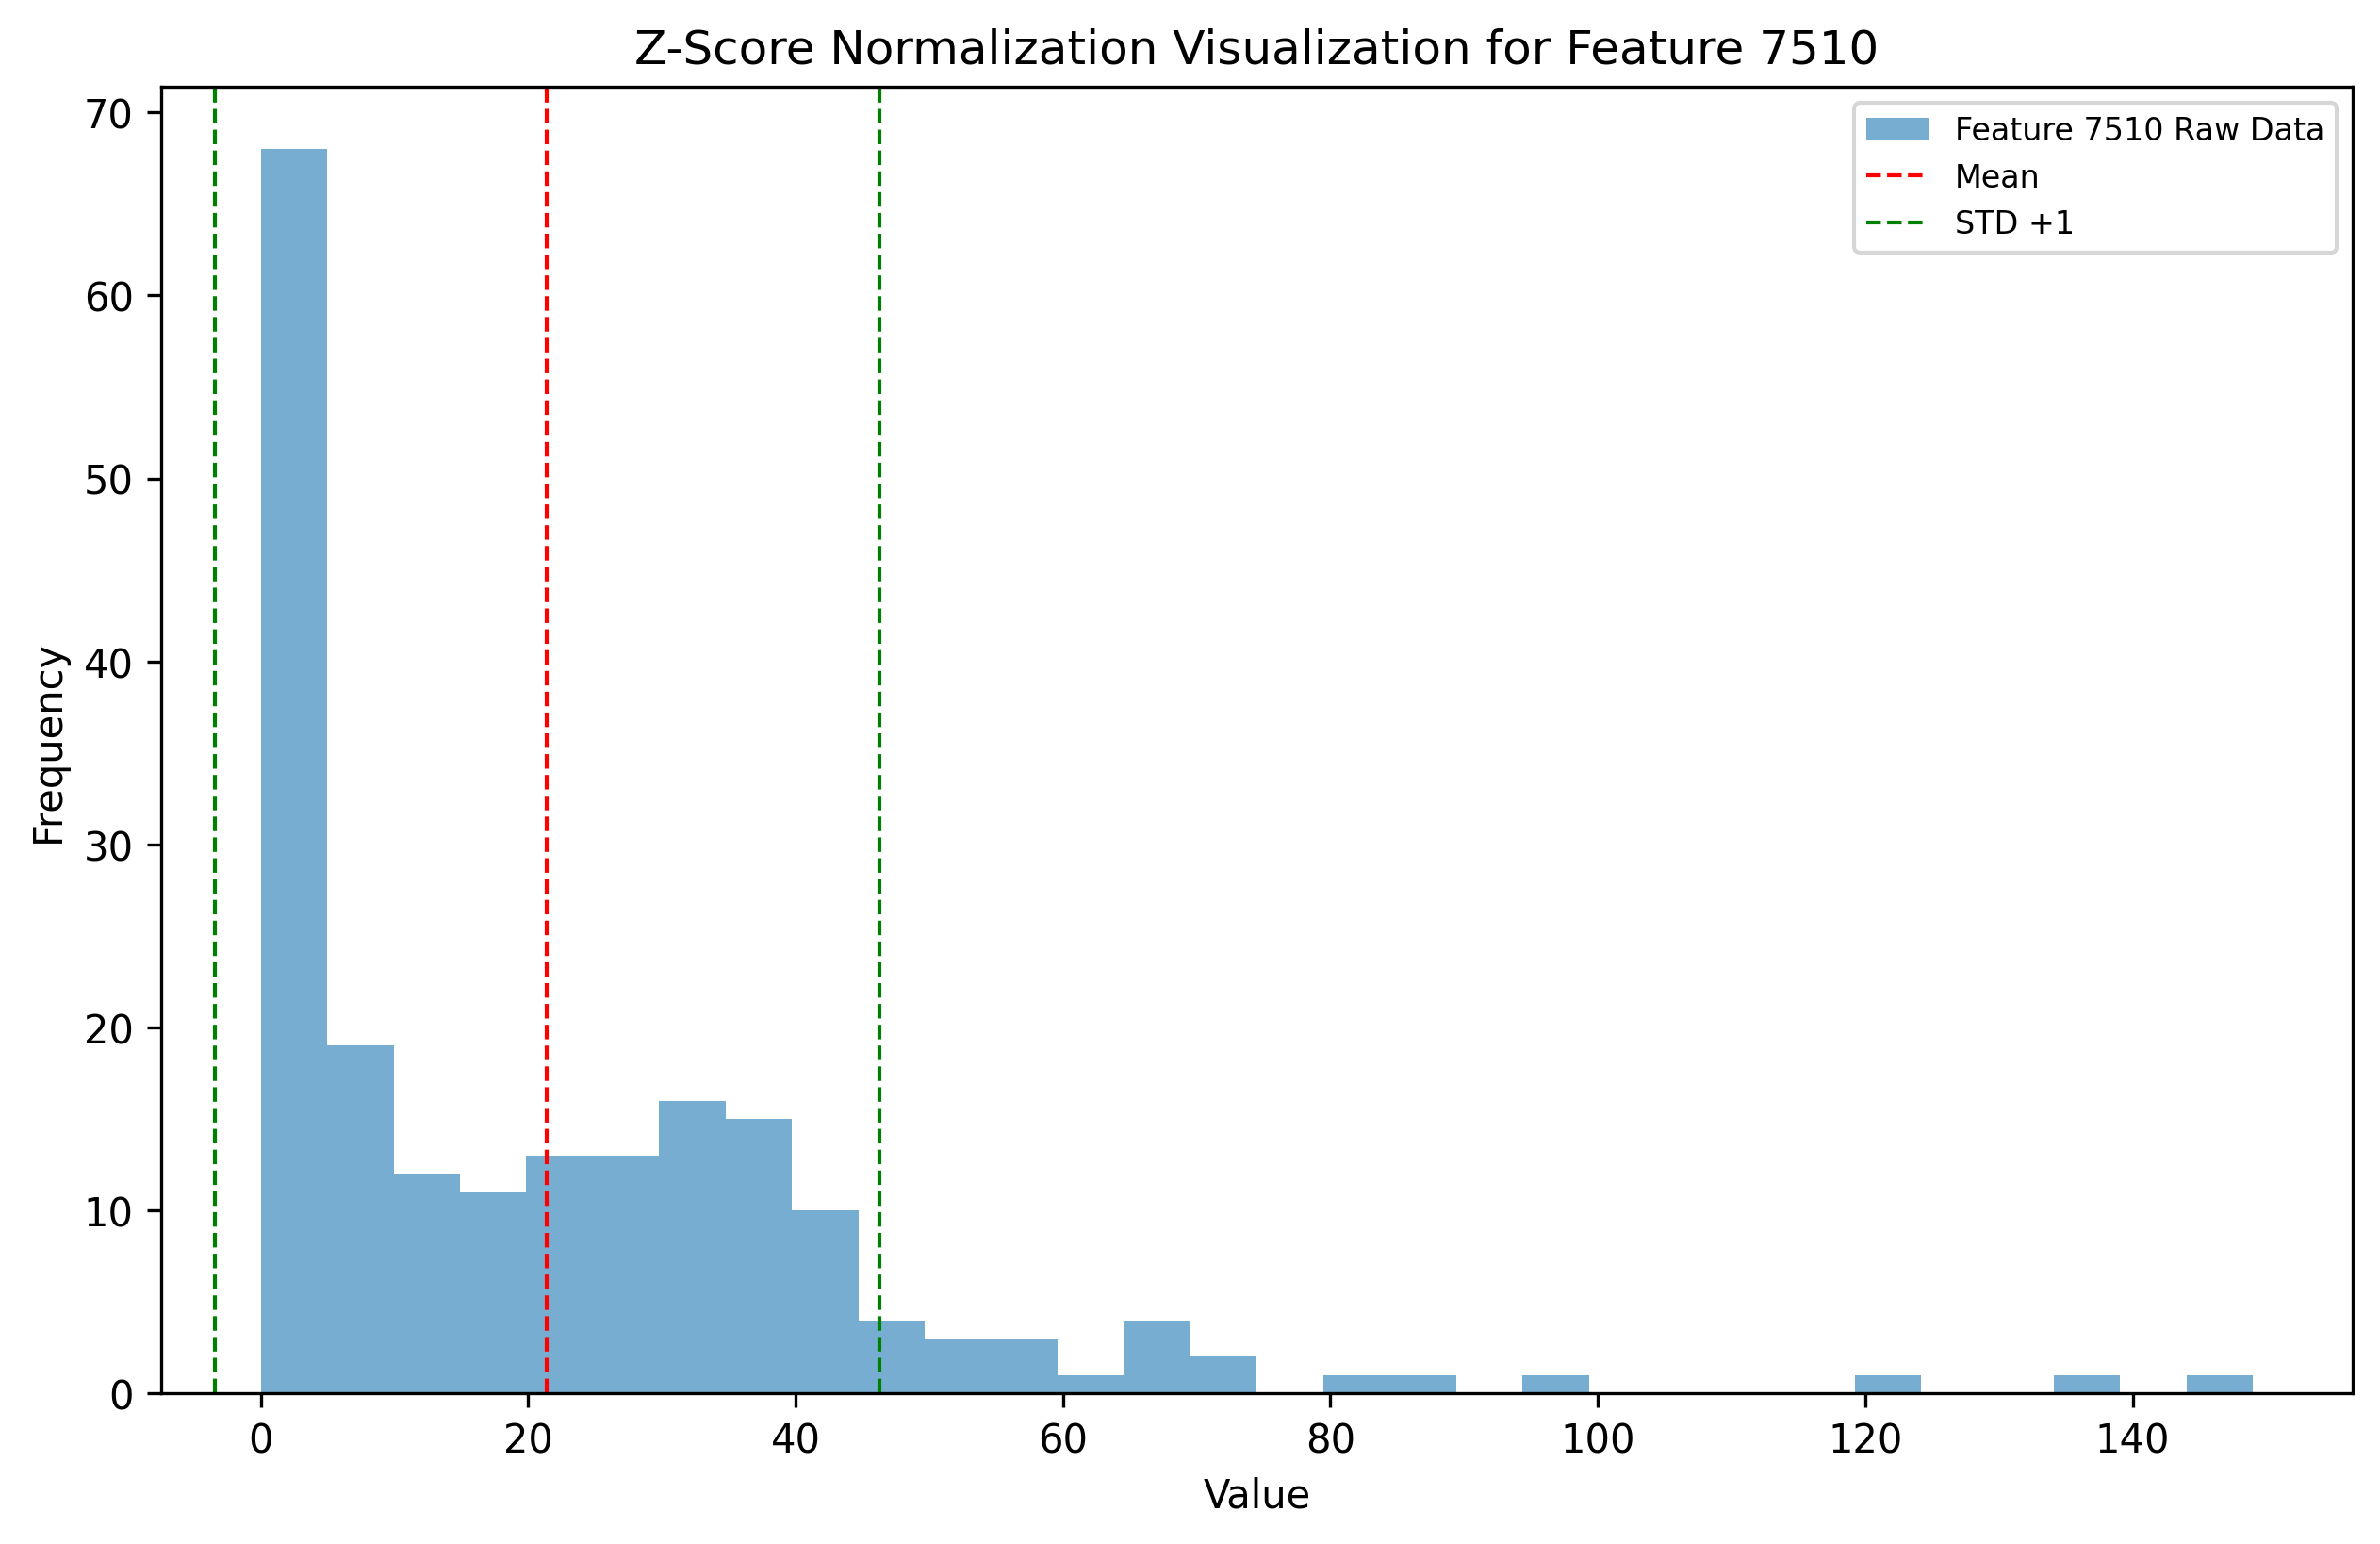 Z-Score Normalization Visualization for Feature 7510
Feature 7510 Raw Data
Mean
STD +1
Frequency
70
60
50
40
30
20
10
0
0 20 40 60 80 100 120 140
Value